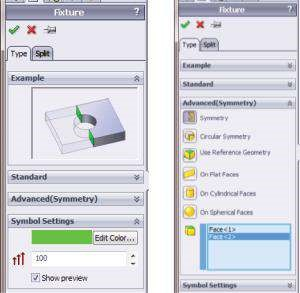 Fixture ?
Type Split
Example
Standard
Advanced(Symmetry)
Symbol Settings
Edit Color...
100
Show preview
Fixture ?
Type Split
Example
Standard
Advanced(Symmetry)
Symmetry
Circular Symmetry
Use Reference Geometry
On Flat Faces
On Cylindrical Faces
On Spherical Faces
Face<1>
Face<2>
Symbol Settings